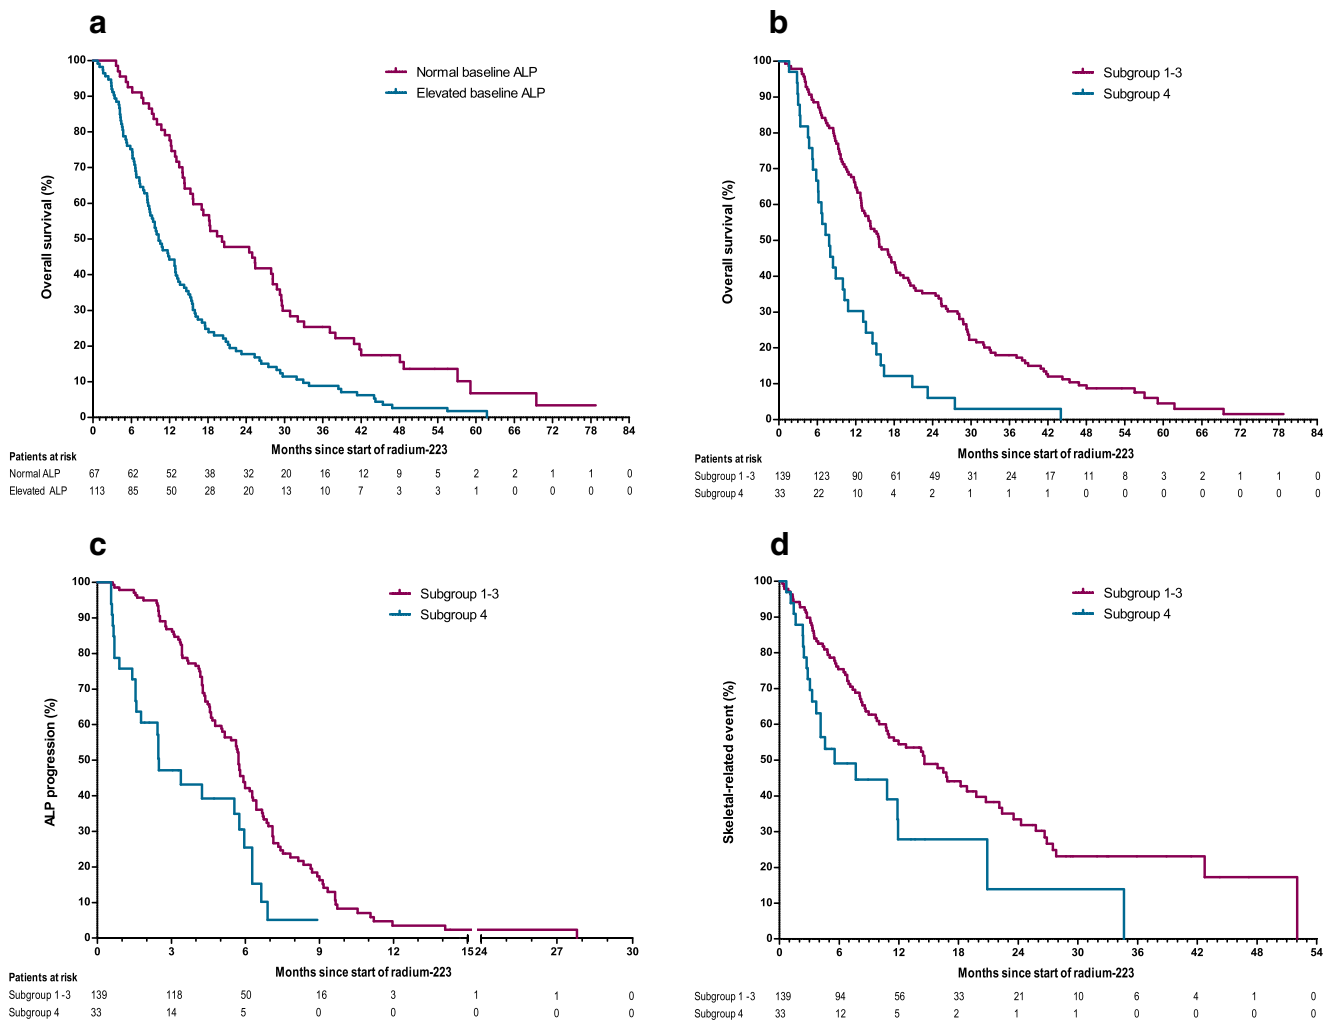 a
100
90
80
70
60
50
40
30
20
10
0
Overall survival (%)
Normal baseline ALP
Elevated baseline ALP
0 6 12 18 24 30 36 42 48 54 60 66 72 78 84
Months since start of radium-223
Patients at risk
Normal ALP 67 62 52 38 32 20 16 12 9 5 2 2 1 1 0
Elevated ALP 113 85 50 28 20 13 10 7 3 3 1 0 0 0 0
b
100
90
80
70
60
50
40
30
20
10
0
Overall survival (%)
Subgroup 1-3
Subgroup 4
0 6 12 18 24 30 36 42 48 54 60 66 72 78 84
Months since start of radium-223
Patients at risk
Subgroup 1 -3 139 123 90 61 49 31 24 17 11 8 3 2 1 1 0
Subgroup 4 33 22 10 4 2 1 1 1 0 0 0 0 0 0 0
c
100
90
80
70
60
50
40
30
20
10
0
ALP progression (%)
Subgroup 1-3
Subgroup 4
0 3 6 9 12 15 24 27 30
Months since start of radium-223
Patients at risk
Subgroup 1 -3 139 118 50 16 3 1 1 0
Subgroup 4 33 14 5 0 0 0 0 0
d
100
90
80
70
60
50
40
30
20
10
0
Skeletal-related event (%)
Subgroup 1-3
Subgroup 4
0 6 12 18 24 30 36 42 48 54
Months since start of radium-223
Subgroup 1 -3 139 94 56 33 21 10 6 4 1 0
Subgroup 4 33 12 5 2 1 1 0 0 0 0